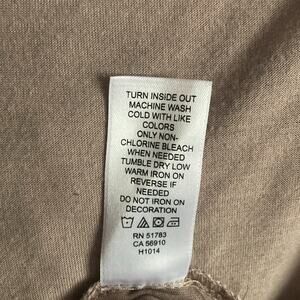 TURN INSIDE OUT
MACHINE WASH
COLD WITH LIKE
COLORS
ONLY NON-
CHLORINE BLEACH
WHEN NEEDED
TUMBLE DRY LOW
WARM IRON ON
REVERSE IF
NEEDED
DO NOT IRON ON
DECORATION
RN 51783
CA 56910
H1014